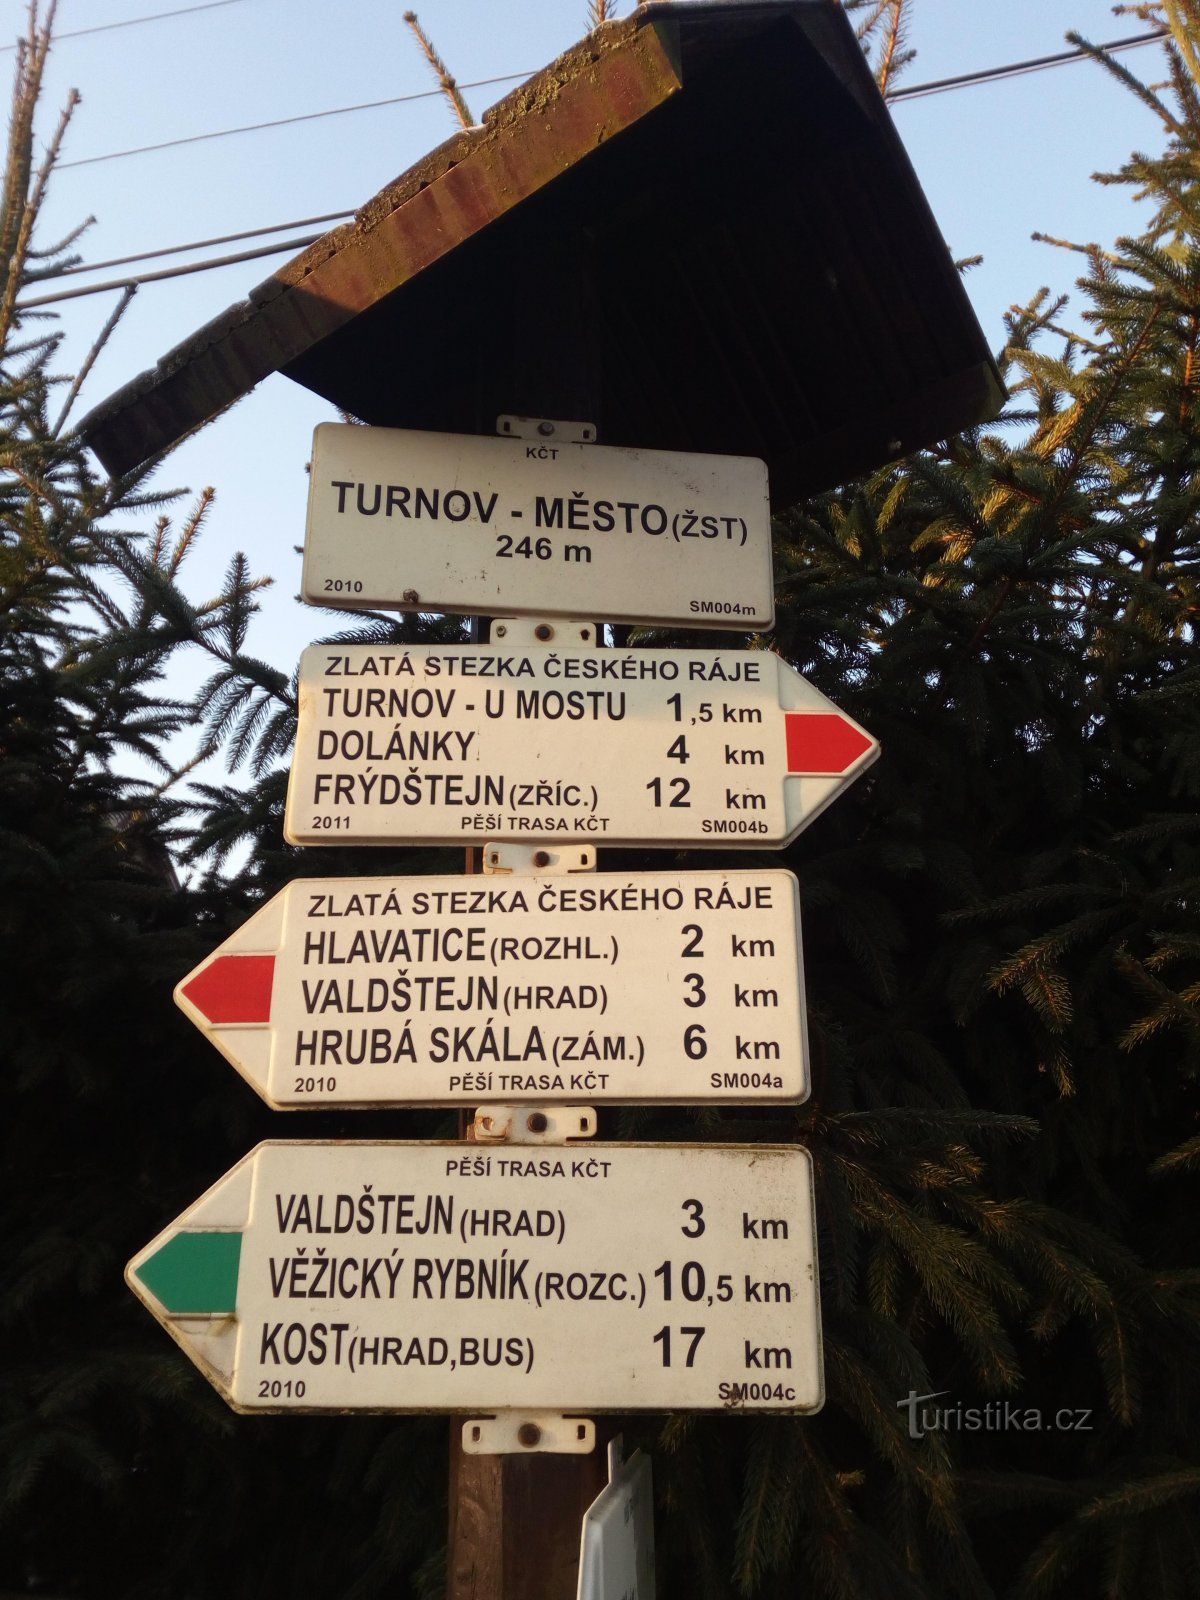 KČT
TURNOV - MĚSTO(ŽST)
246 m
2010 SM004m
ZLATÁ STEZKA ČESKÉHO RÁJE
TURNOV - U MOSTU 1,5 km
DOLÁNKY 4 km
FRÝDŠTEJN(ZŘÍC.) 12 km
2011 PĚŠÍ TRASA KČT SM004b
ZLATÁ STEZKA ČESKÉHO RÁJE
HLAVATICE(ROZHL.) 2 km
VALDŠTEJN(HRAD) 3 km
HRUBÁ SKÁLA(ZÁM.) 6 km
2010 PĚŠÍ TRASA KČT SM004a
PĚŠÍ TRASA KČT
VALDŠTEJN(HRAD) 3 km
VĚŽICKÝ RYBNÍK(ROZC.) 10,5 km
KOST(HRAD,BUS) 17 km
2010 SM004c
Turistika.cz